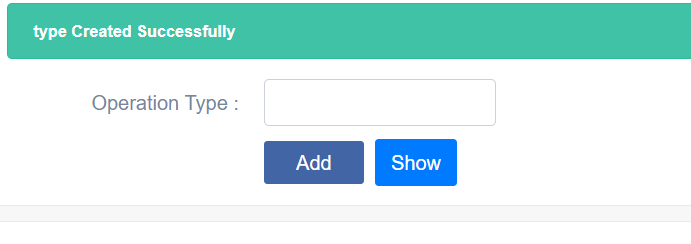 type Created Successfully
Operation Type :
Add Show